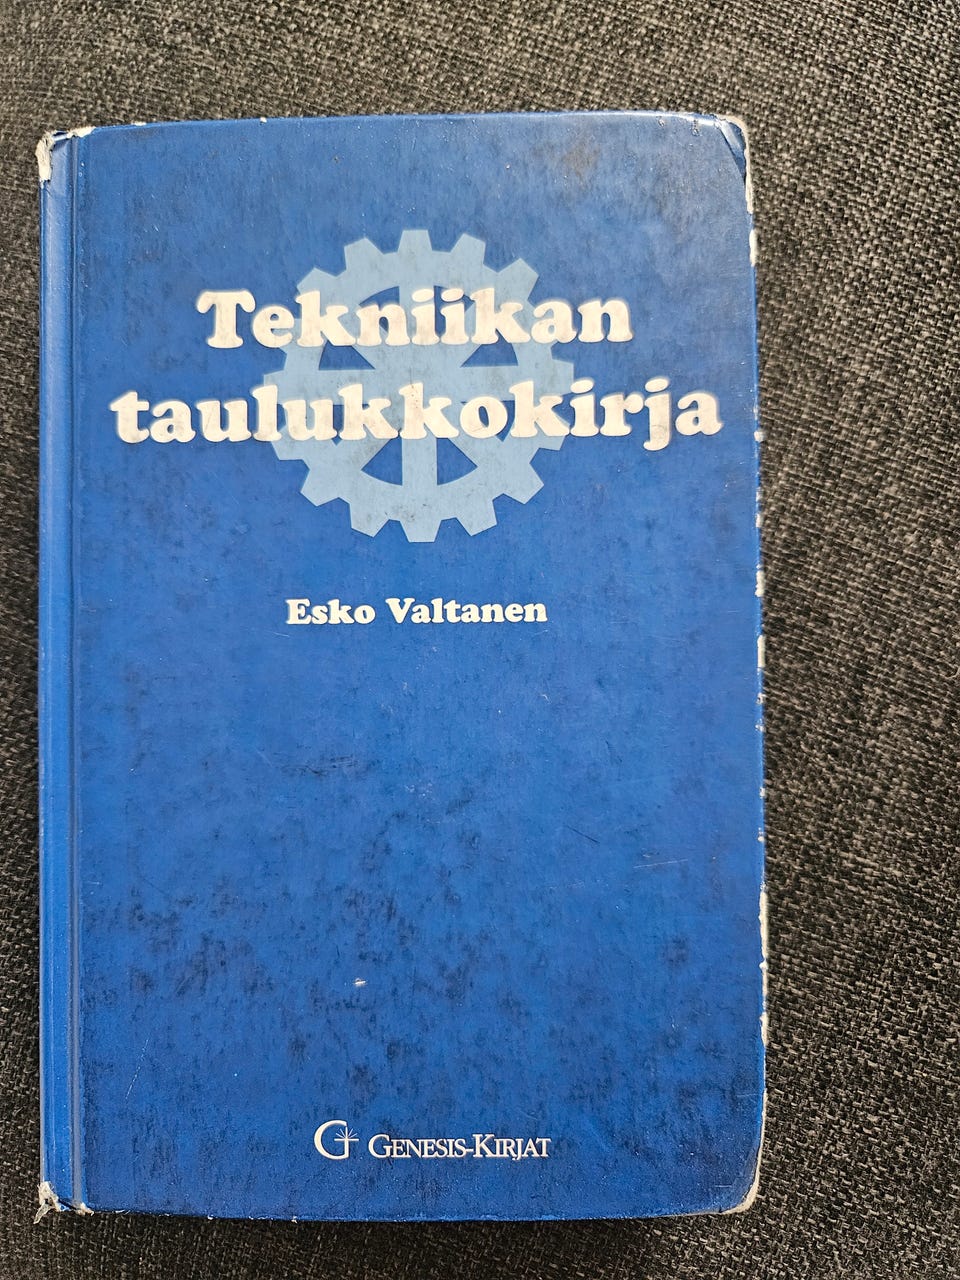 Tekniikan
taulukkokirja
Esko Valtanen
GENESIS-KIRJAT